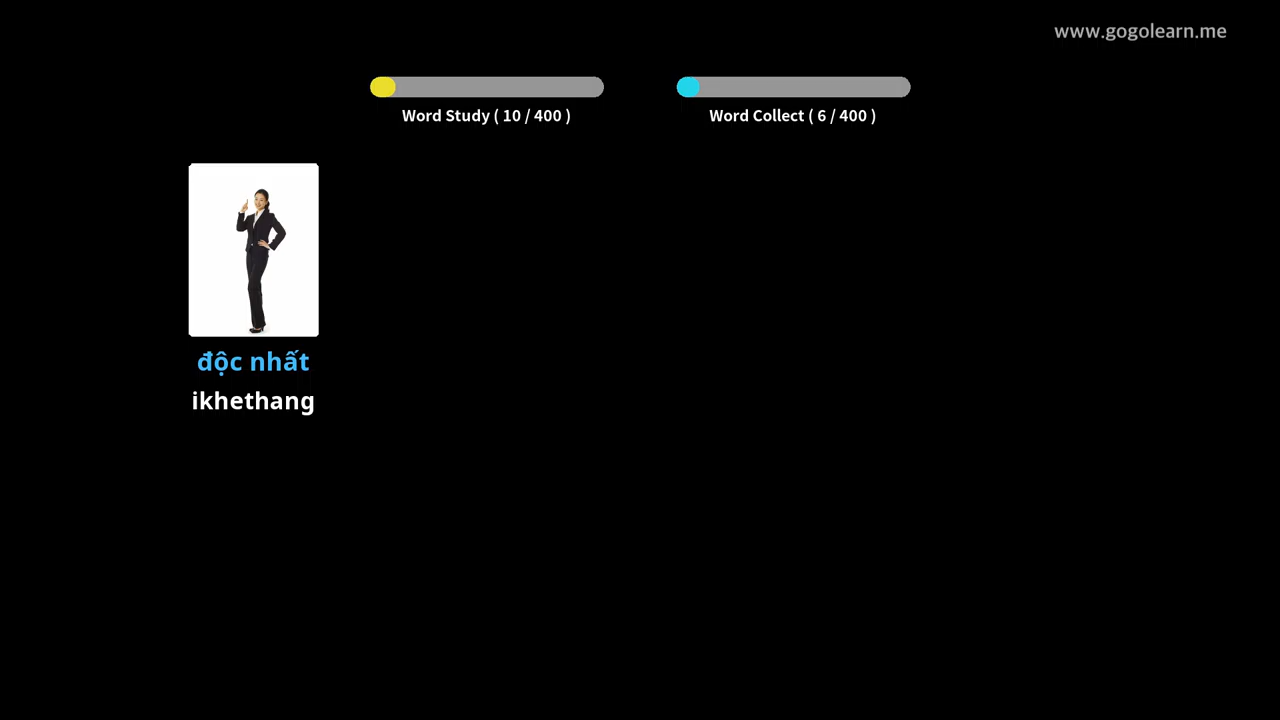 www.gogolearn.me
Word Study ( 10 / 400 )
Word Collect ( 6 / 400 )
độc nhất
ikhethang